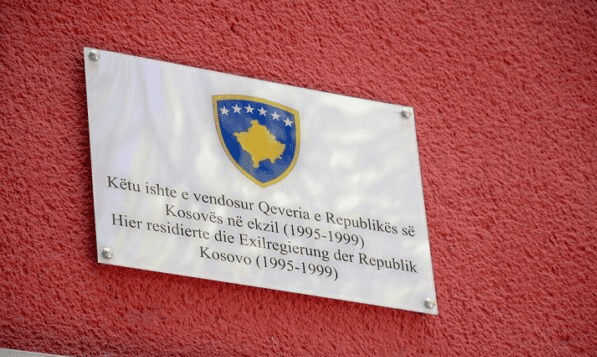 Këtu ishte e vendosur Qeveria e Republikës së
Kosovës në ekzil (1995-1999)
Hier residierte die Exilregierung der Republik
Kosovo (1995-1999)